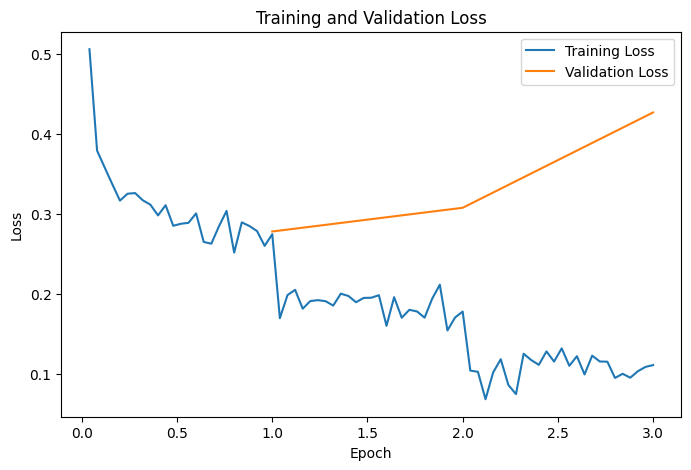 Training and Validation Loss
Training Loss
Validation Loss
0.5
0.4
0.3
0.2
0.1
Loss
0.0 0.5 1.0 1.5 2.0 2.5 3.0
Epoch